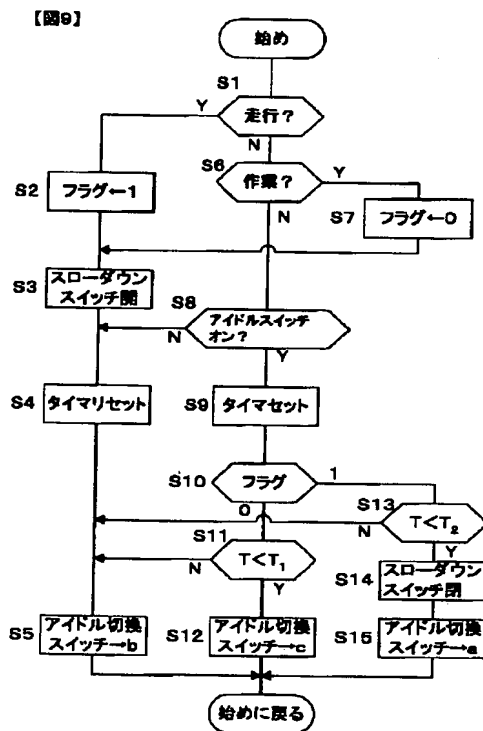 【図9】
始め
S1
走行？
Y
N
S2
フラグ←1
S6
作業？
Y
N
S7
フラグ←0
S3
スローダウン
スイッチ開
S8
アイドルスイッチ
オン？
N
Y
S4
タイマリセット
S9
タイマセット
S10
フラグ
1
0
S13
T<T₂
N
Y
S11
T<T₁
N
Y
S14
スローダウン
スイッチ閉
S5
アイドル切換
スイッチ→b
S12
アイドル切換
スイッチ→c
S15
アイドル切換
スイッチ→a
始めに戻る